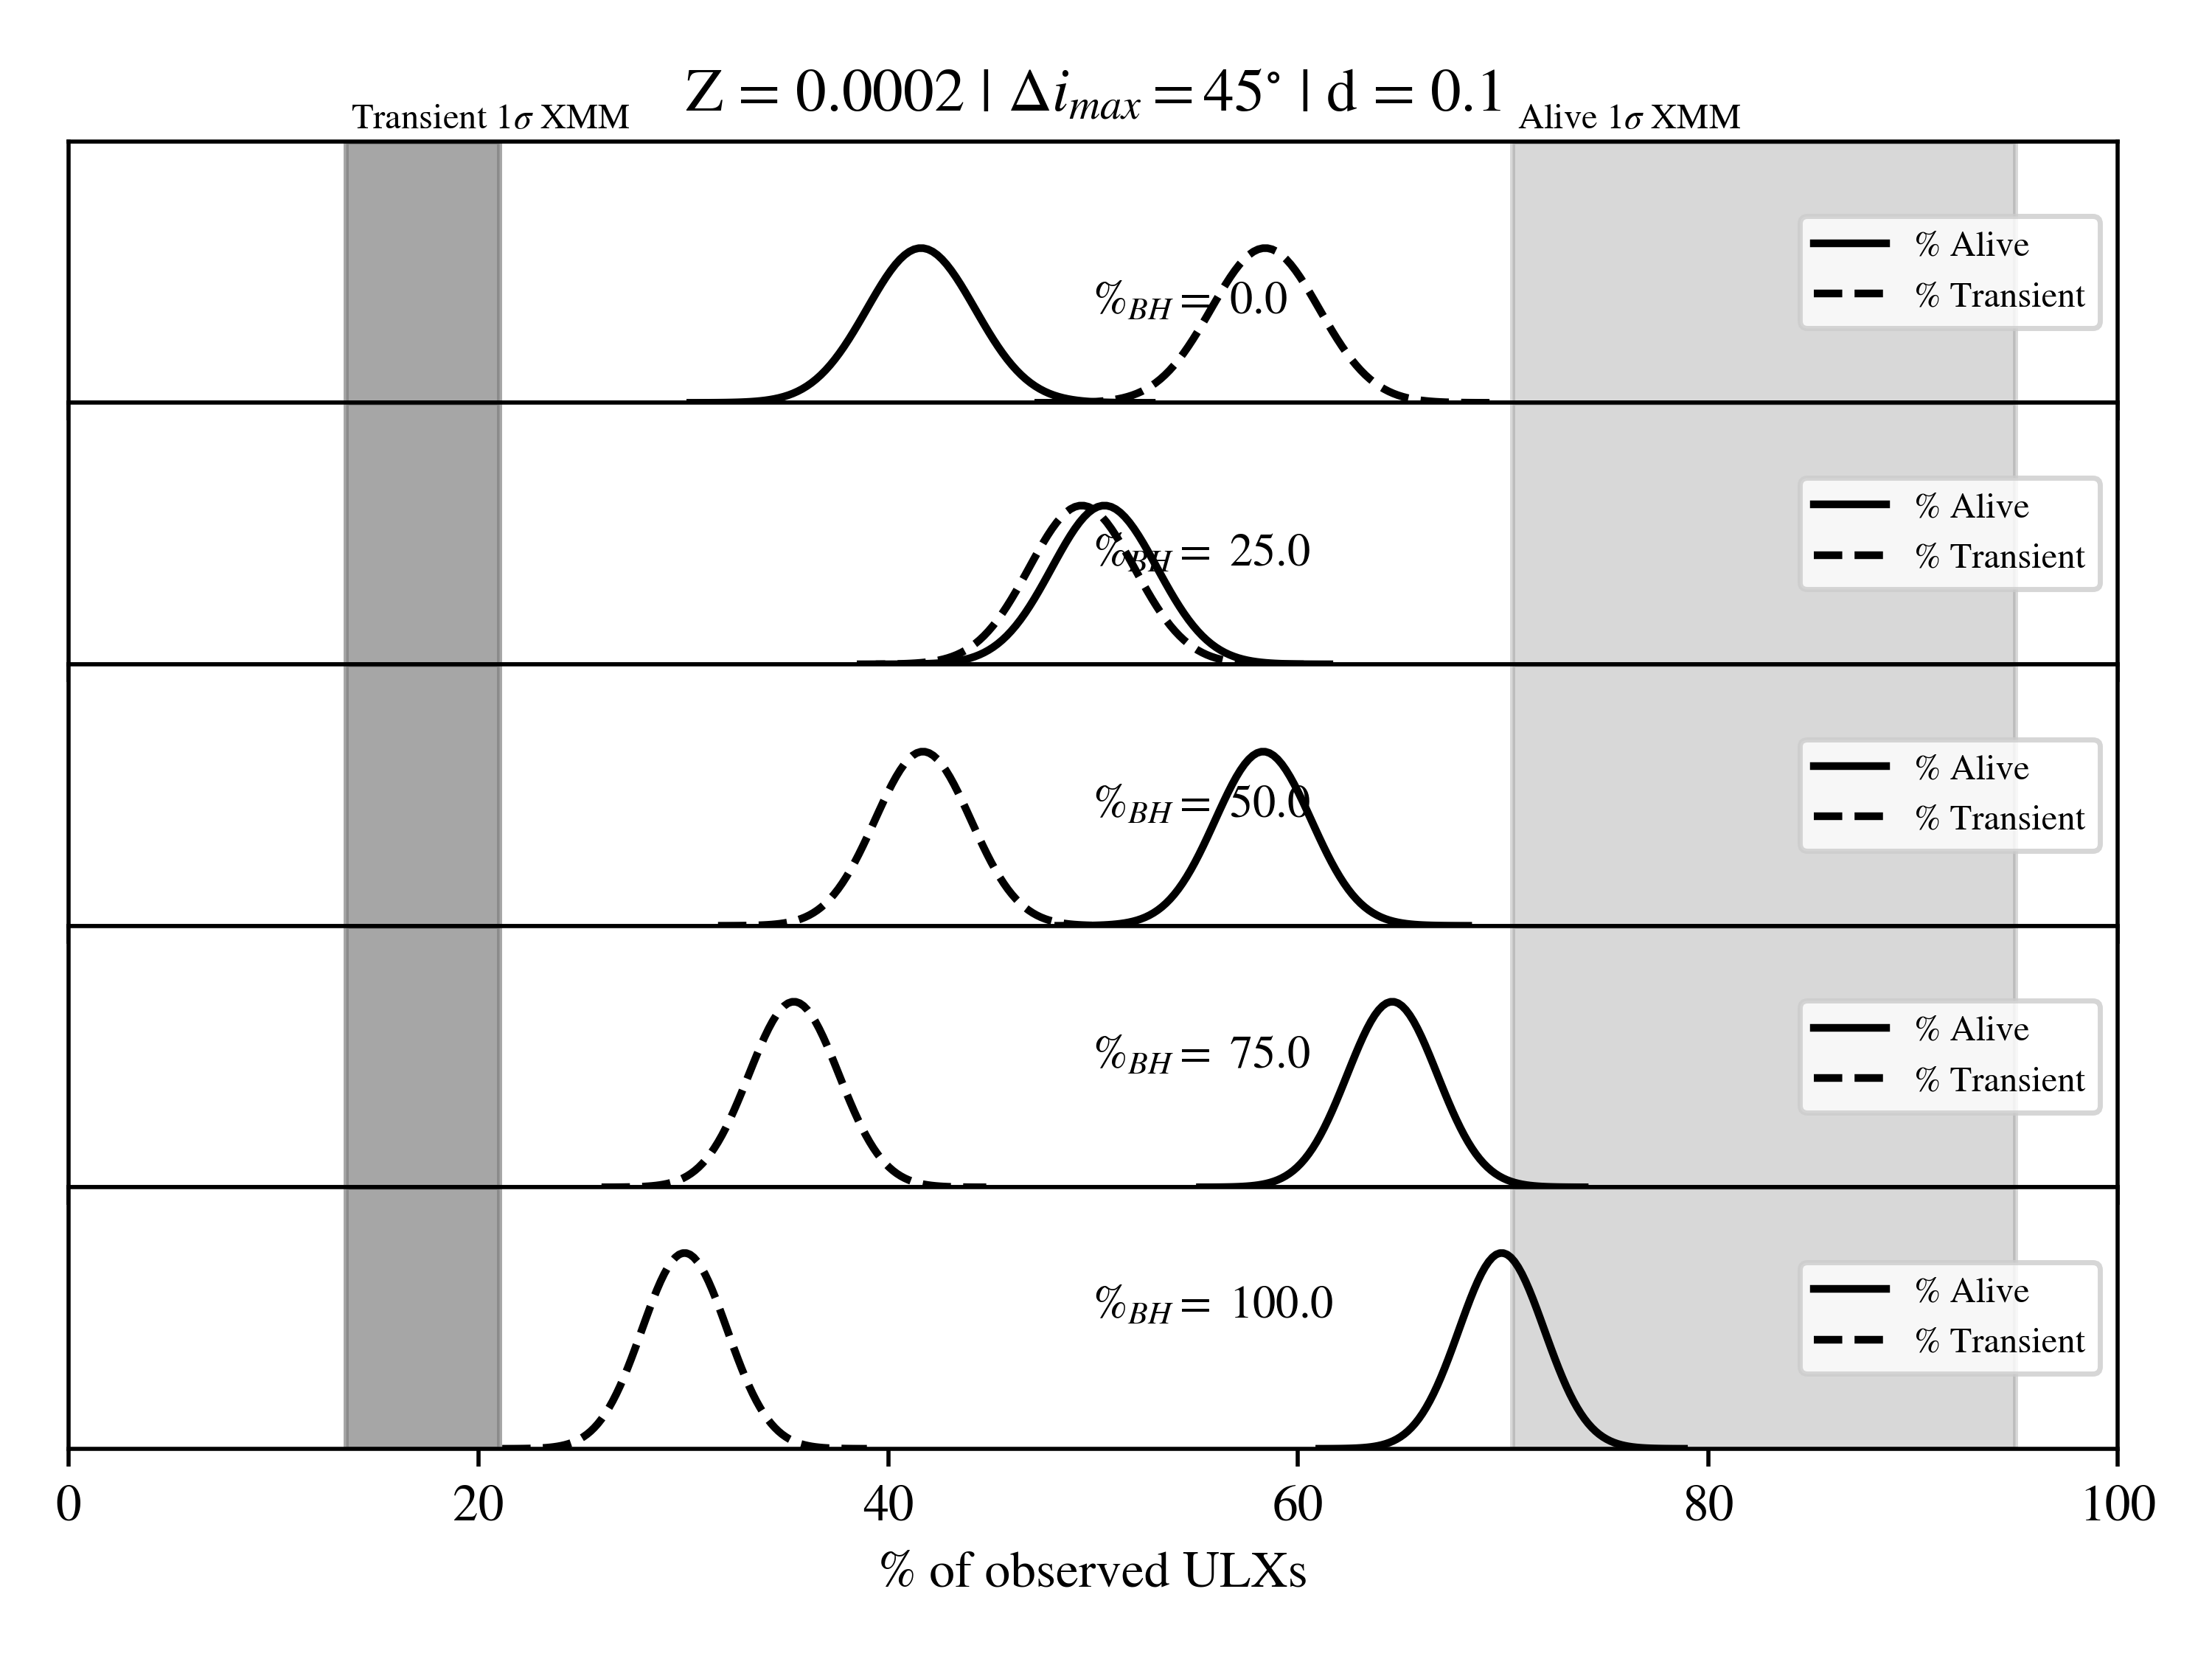 Z = 0.0002 | Δi_max = 45° | d = 0.1
Transient 1σ XMM
Alive 1σ XMM
%_BH = 0.0
% Alive
% Transient
%_BH = 25.0
% Alive
% Transient
%_BH = 50.0
% Alive
% Transient
%_BH = 75.0
% Alive
% Transient
%_BH = 100.0
% Alive
% Transient
0 20 40 60 80 100
% of observed ULXs